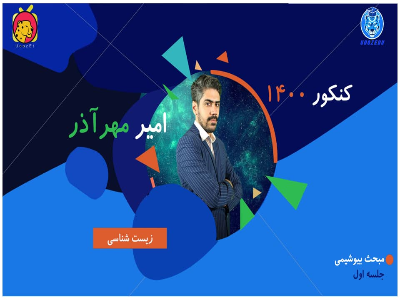 کنکور ۱۴۰۰
امیر مهرآذر
زیست شناسی
مبحث بیوشیمی
جلسه اول